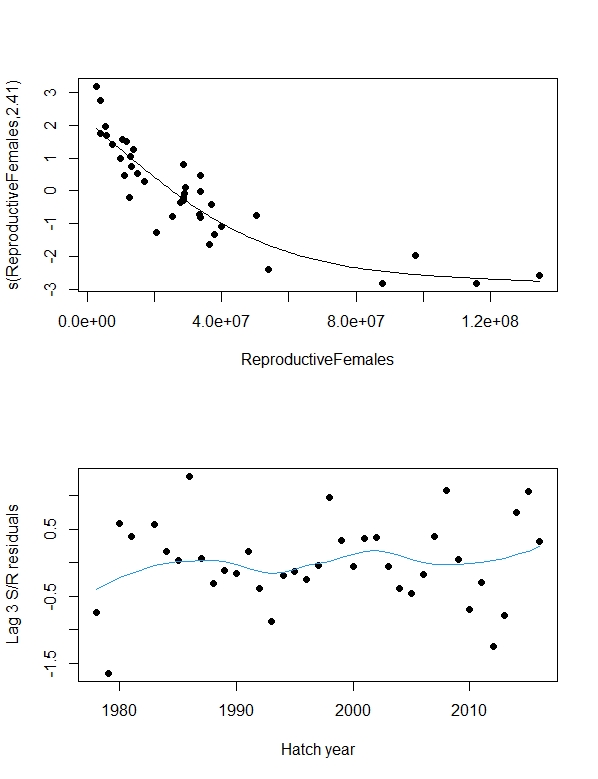 s(ReproductiveFemales,2.41)
3
2
1
0
-1
-2
-3
0.0e+00 4.0e+07 8.0e+07 1.2e+08
ReproductiveFemales
Lag 3 S/R residuals
0.5
-0.5
-1.5
1980 1990 2000 2010
Hatch year